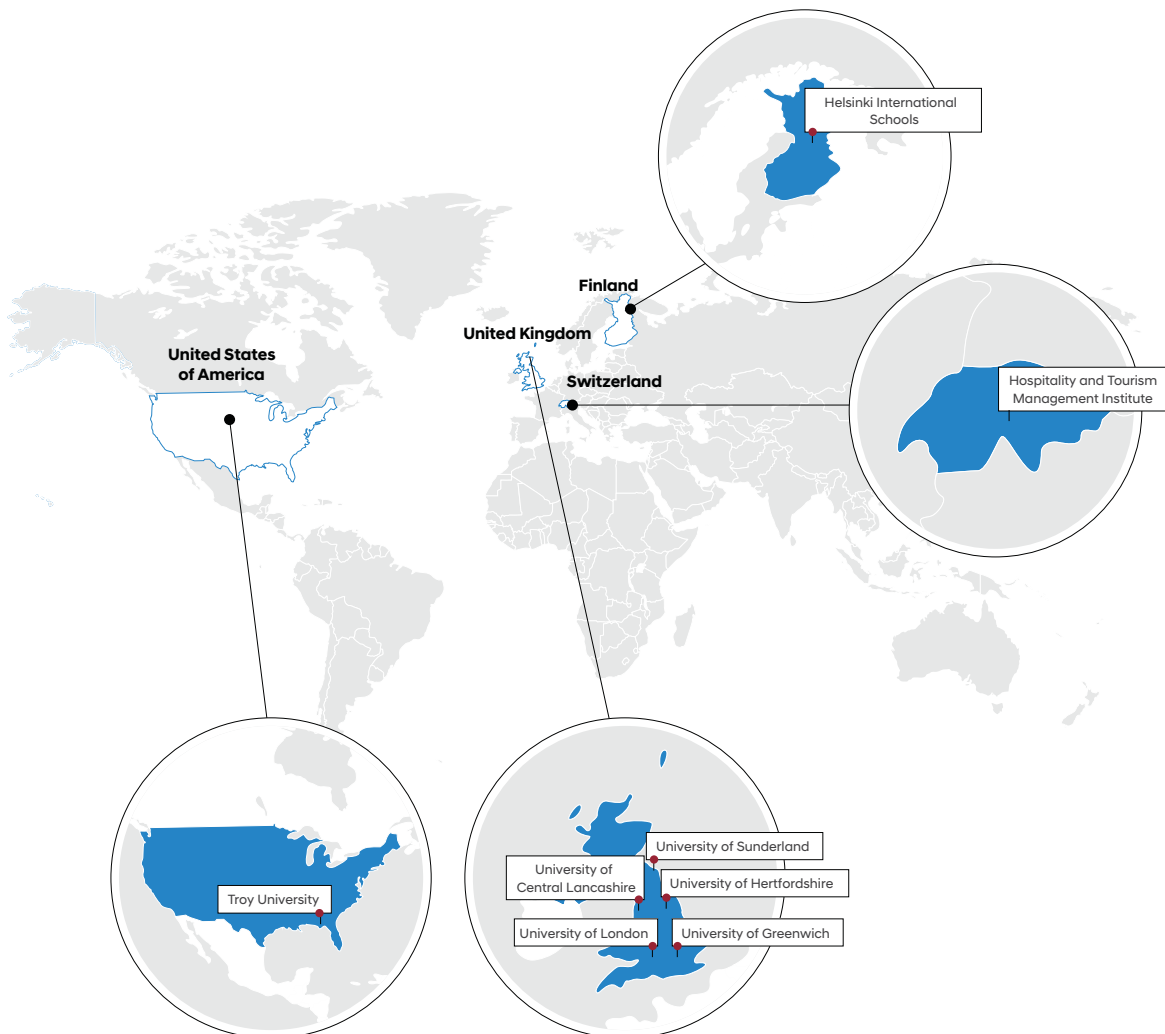 Helsinki International
Schools
Finland
United Kingdom
United States
of America
Switzerland
Hospitality and Tourism
Management Institute
University of Sunderland
University of
Central Lancashire
University of Hertfordshire
Troy University
University of London
University of Greenwich